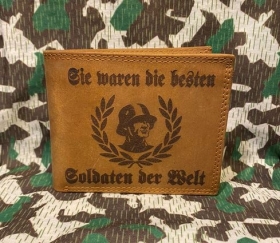 Sie waren die besten
Soldaten der Welt